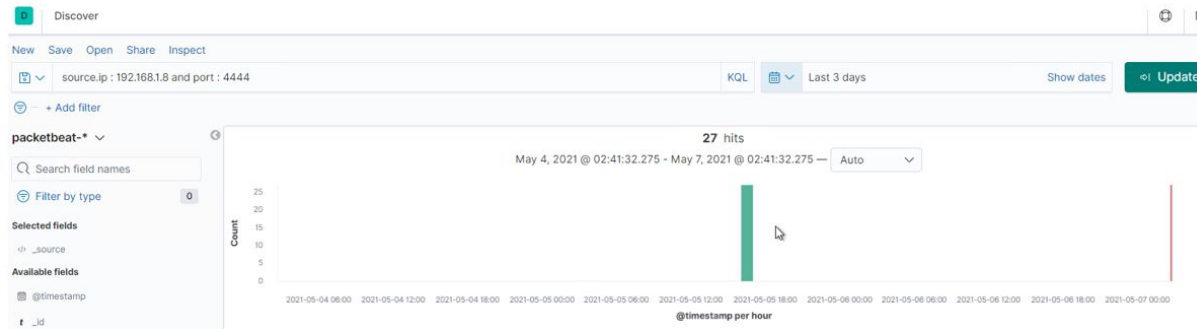 D Discover
New Save Open Share Inspect
source.ip : 192.168.1.8 and port : 4444 KQL Last 3 days Show dates Update
+ Add filter
packetbeat-*
27 hits
May 4, 2021 @ 02:41:32.275 - May 7, 2021 @ 02:41:32.275 — Auto
Search field names
Filter by type 0
Selected fields
</> _source
Available fields
@timestamp
t _id
Count
25
20
15
10
5
0
2021-05-04 06:00 2021-05-04 12:00 2021-05-04 18:00 2021-05-05 00:00 2021-05-05 06:00 2021-05-05 12:00 2021-05-05 18:00 2021-05-06 00:00 2021-05-06 06:00 2021-05-06 12:00 2021-05-06 18:00 2021-05-07 00:00
@timestamp per hour